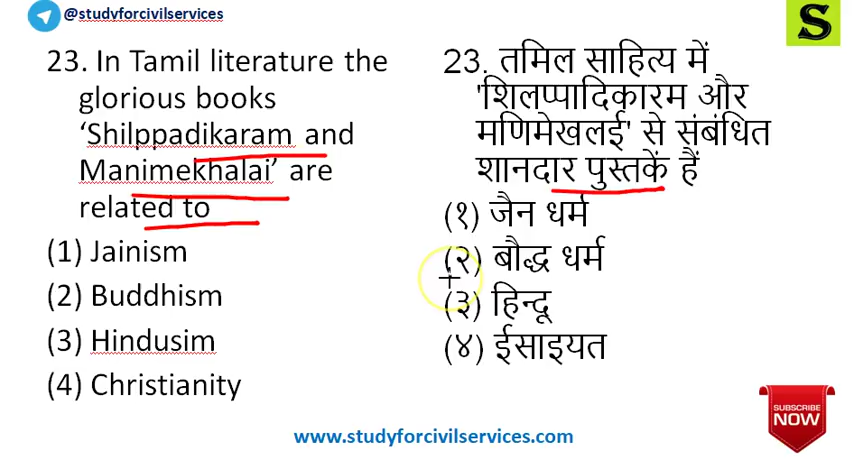 @studyforcivilservices
S
23. In Tamil literature the
glorious books
‘Shilppadikaram and
Manimekhalai’ are
related to
(1) Jainism
(2) Buddhism
(3) Hindusim
(4) Christianity
23. तमिल साहित्य में
'शिलप्पादिकारम और
मणिमेखलई' से संबंधित
शानदार पुस्तकें हैं
(१) जैन धर्म
(२) बौद्ध धर्म
(३) हिन्दू
(४) ईसाइयत
SUBSCRIBE
NOW
www.studyforcivilservices.com